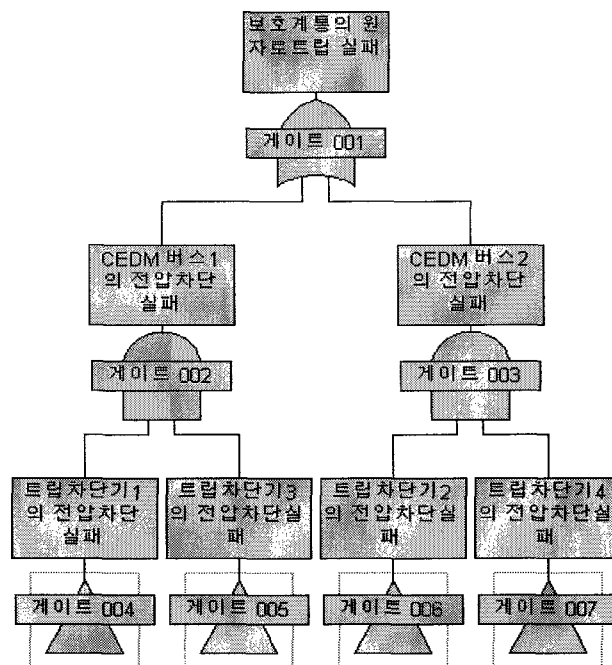 보호계통의 원
자로트립 실패
게이트 001
CEDM 버스1
의 전압차단
실패
CEDM 버스2
의 전압차단
실패
게이트 002
게이트 003
트립차단기1
의 전압차단
실패
트립차단기3
의 전압차단실
패
트립차단기2
의 전압차단실
패
트립차단기4
의 전압차단실
패
게이트 004
게이트 005
게이트 006
게이트 007